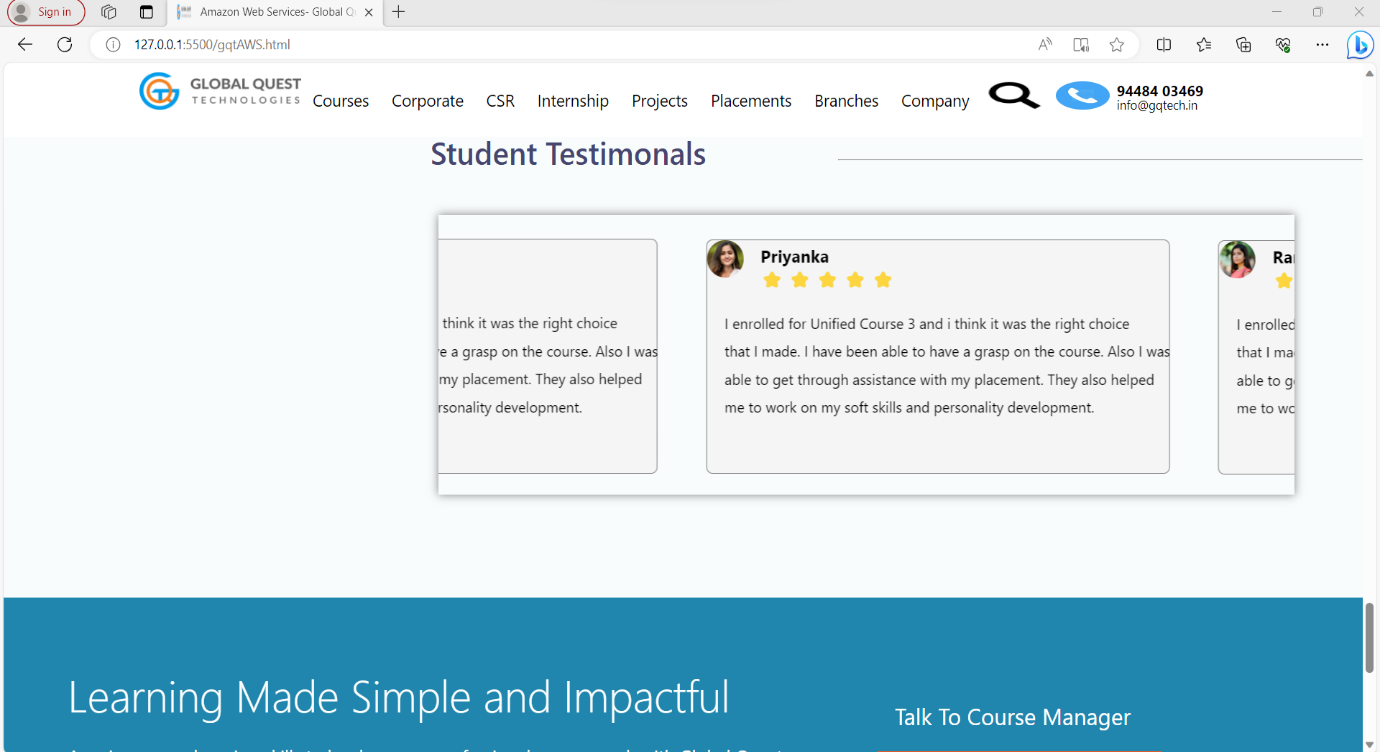 Sign in
Amazon Web Services- Global Q
127.0.0.1:5500/gqtAWS.html
GLOBAL QUEST
TECHNOLOGIES
Courses Corporate CSR Internship Projects Placements Branches Company
94484 03469
info@gqtech.in
Student Testimonals
think it was the right choice
e a grasp on the course. Also I was
my placement. They also helped
rsonality development.
Priyanka
I enrolled for Unified Course 3 and i think it was the right choice
that I made. I have been able to have a grasp on the course. Also I was
able to get through assistance with my placement. They also helped
me to work on my soft skills and personality development.
Ra
I enrolled
that I ma
able to g
me to wo
Learning Made Simple and Impactful
Talk To Course Manager